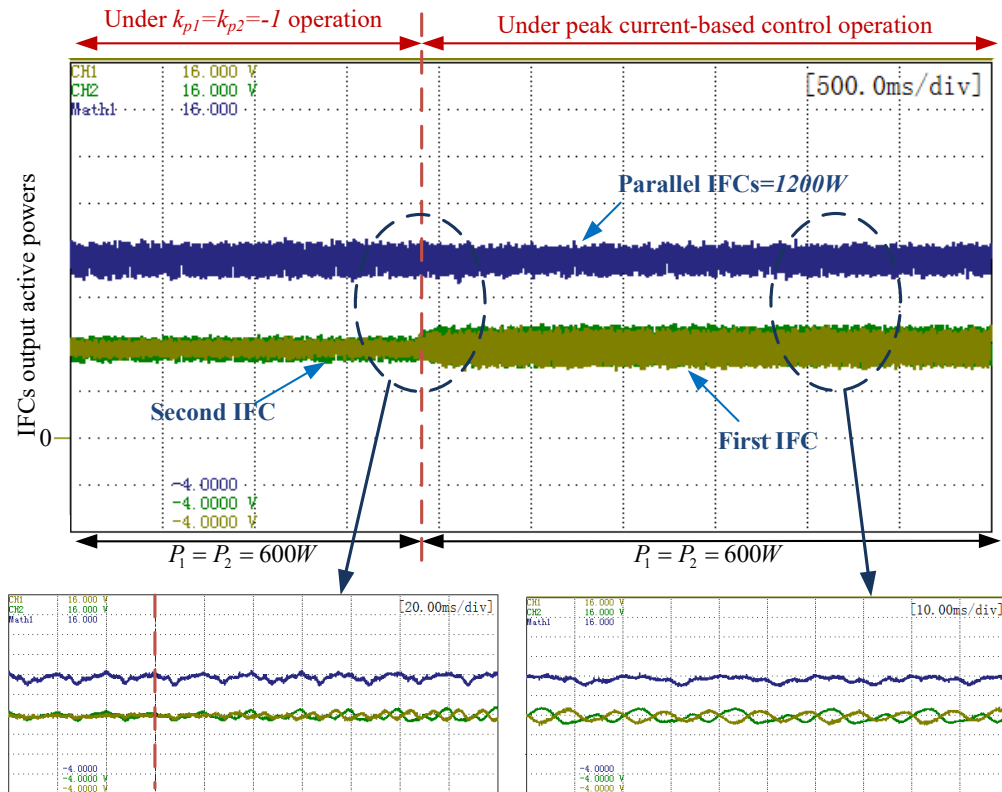 Under kp1=kp2=-1 operation
Under peak current-based control operation
CH1 16.000 V
CH2 16.000 V
Math1 16.000
[500.0ms/div]
Parallel IFCs=1200W
IFCs output active powers
Second IFC
First IFC
0
-4.0000
-4.0000 V
-4.0000 V
P1 = P2 = 600W
P1 = P2 = 600W
CH1 16.000 V
CH2 16.000 V
Math1 16.000
[20.00ms/div]
-4.0000
-4.0000 V
-4.0000 V
CH1 16.000 V
CH2 16.000 V
Math1 16.000
[10.00ms/div]
-4.0000
-4.0000 V
-4.0000 V